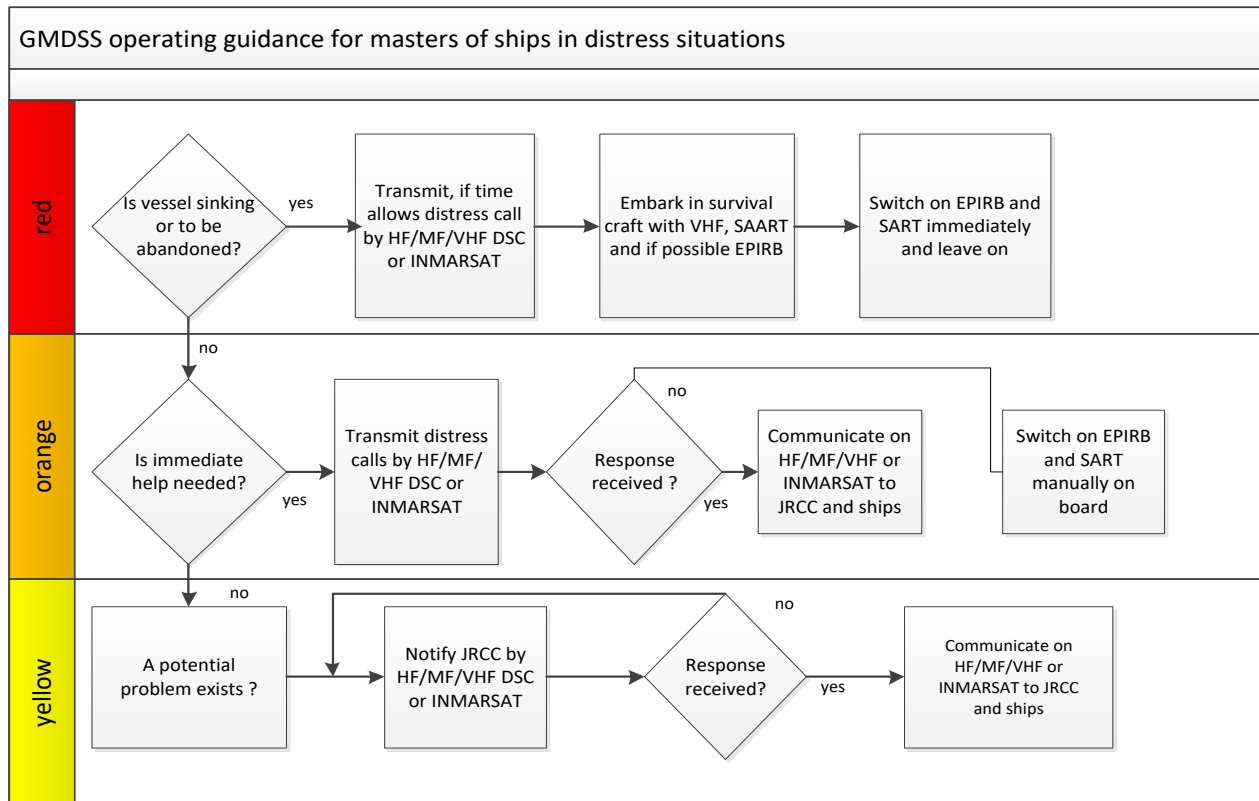 GMDSS operating guidance for masters of ships in distress situations
red
Is vessel sinking
or to be
abandoned?
yes
Transmit, if time
allows distress call
by HF/MF/VHF DSC
or INMARSAT
Embark in survival
craft with VHF, SAART
and if possible EPIRB
Switch on EPIRB and
SART immediately
and leave on
no
orange
Is immediate
help needed?
yes
Transmit distress
calls by HF/MF/
VHF DSC or
INMARSAT
Response
received ?
no
yes
Communicate on
HF/MF/VHF or
INMARSAT to
JRCC and ships
Switch on EPIRB
and SART
manually on
board
no
yellow
A potential
problem exists ?
Notify JRCC by
HF/MF/VHF DSC
or INMARSAT
Response
received?
no
yes
Communicate on
HF/MF/VHF or
INMARSAT to JRCC
and ships